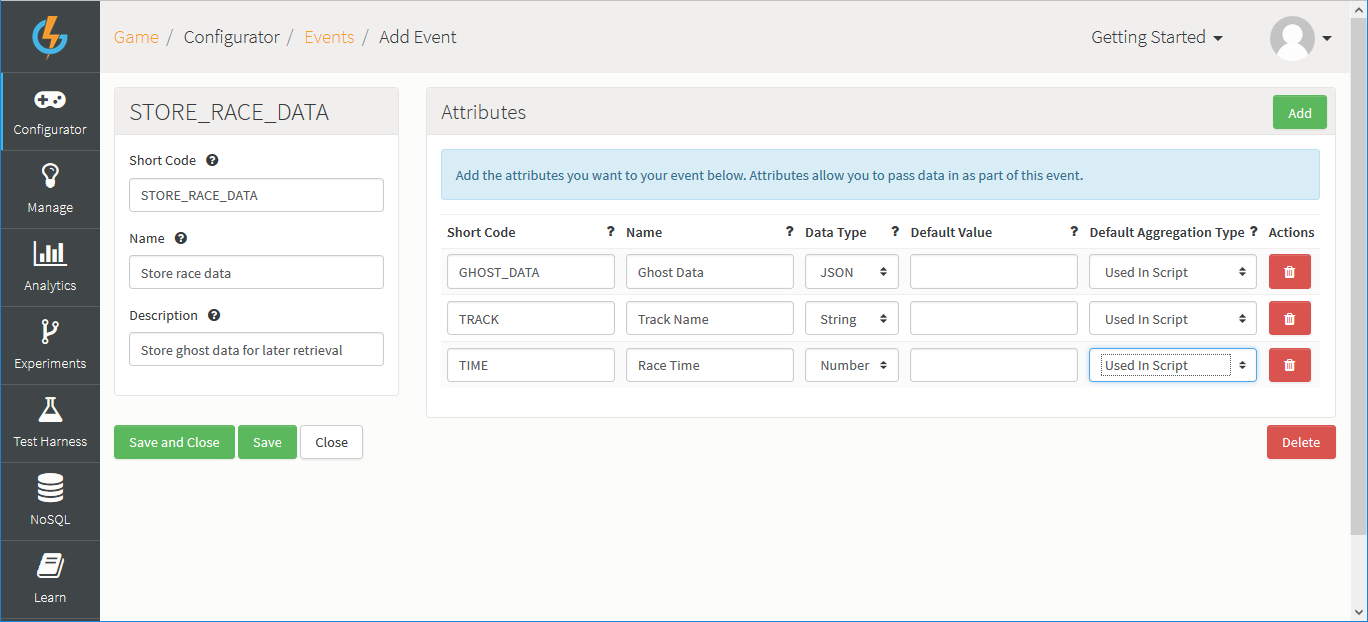 Game / Configurator / Events / Add Event
Getting Started
Configurator
Manage
Analytics
Experiments
Test Harness
NoSQL
Learn
STORE_RACE_DATA
Short Code ?
STORE_RACE_DATA
Name ?
Store race data
Description ?
Store ghost data for later retrieval
Save and Close Save Close
Attributes Add
Add the attributes you want to your event below. Attributes allow you to pass data in as part of this event.
Short Code ? Name ? Data Type ? Default Value ? Default Aggregation Type ? Actions
GHOST_DATA Ghost Data JSON Used In Script
TRACK Track Name String Used In Script
TIME Race Time Number Used In Script
Delete